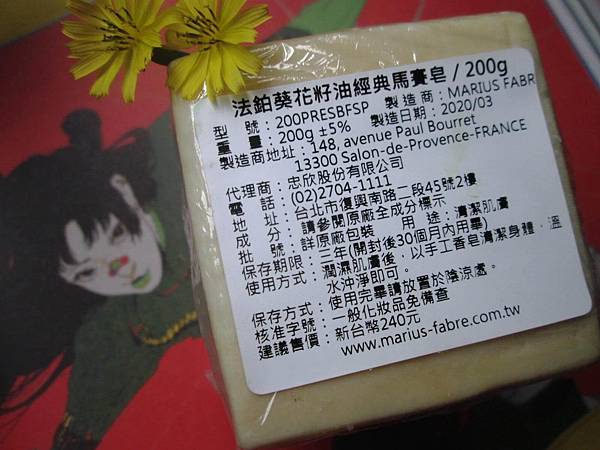 法鉑葵花籽油經典馬賽皂 / 200g
型 號：200PRESBFSP 製 造 商：MARIUS FABR
重 量：200g ±5% 製造日期：2020/03
製造商地址：148, avenue Paul Bourret
13300 Salon-de-Provence-FRANCE
代理商：忠欣股份有限公司
電 話：(02)2704-1111
地 址：台北市復興南路二段45號2樓
成 分：請參閱原廠全成分標示
批 號：詳原廠包裝 用 途：清潔肌膚
保存期限：三年(開封後30個月內用畢)
使用方式：潤濕肌膚後，以手工香皂清潔身體，溫
水沖淨即可。
保存方式：使用完畢請放置於陰涼處。
核准字號：一般化妝品免備查
建議售價：新台幣240元
www.marius-fabre.com.tw